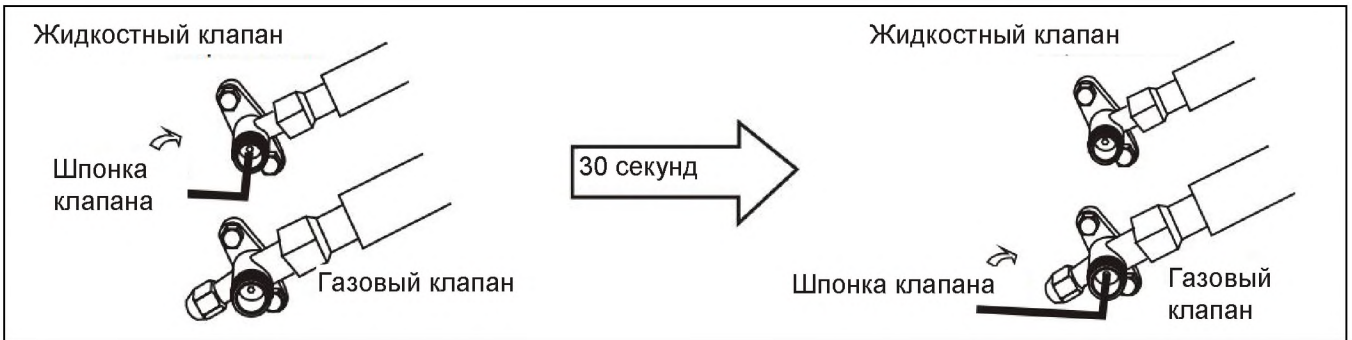 Жидкостный клапан
Шпонка
клапана
Газовый клапан
30 секунд
Жидкостный клапан
Шпонка клапана
Газовый
клапан